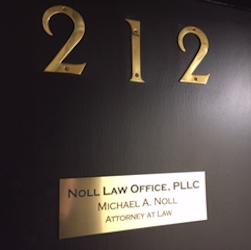 212
NOLL LAW OFFICE, PLLC
MICHAEL A. NOLL
ATTORNEY AT LAW